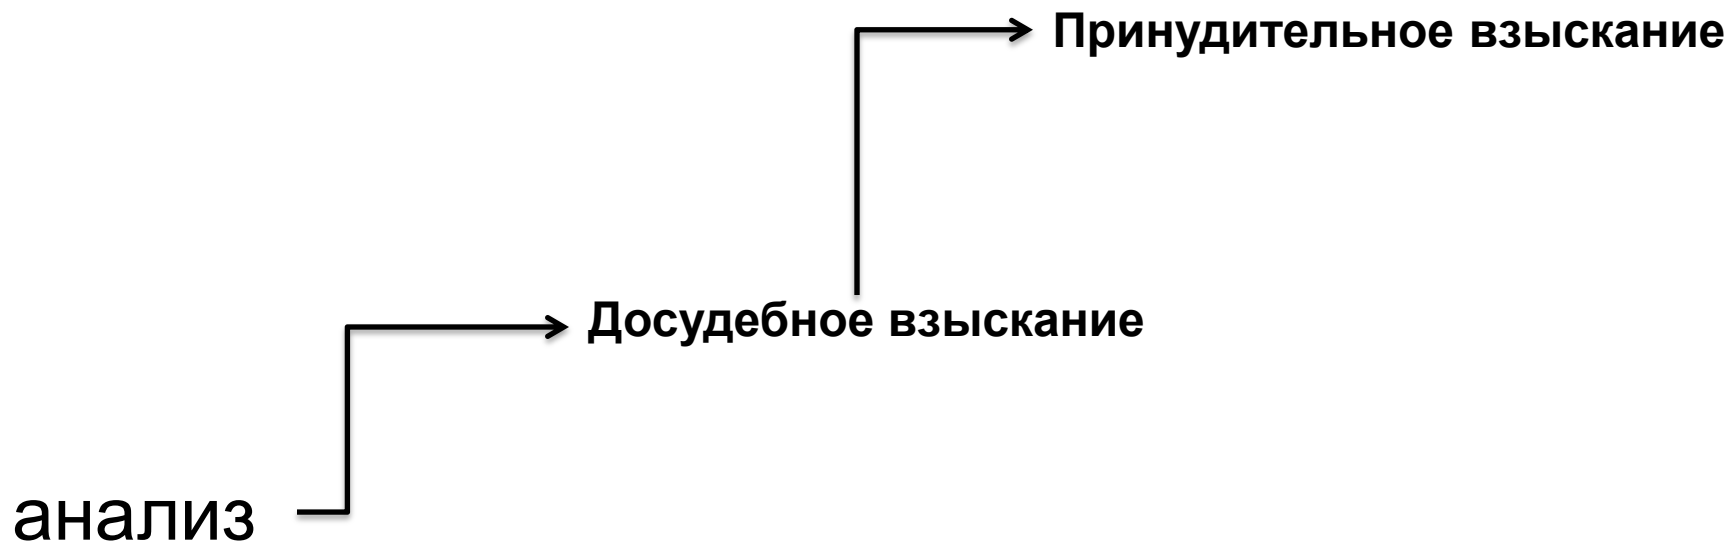 Принудительное взыскание
Досудебное взыскание
анализ